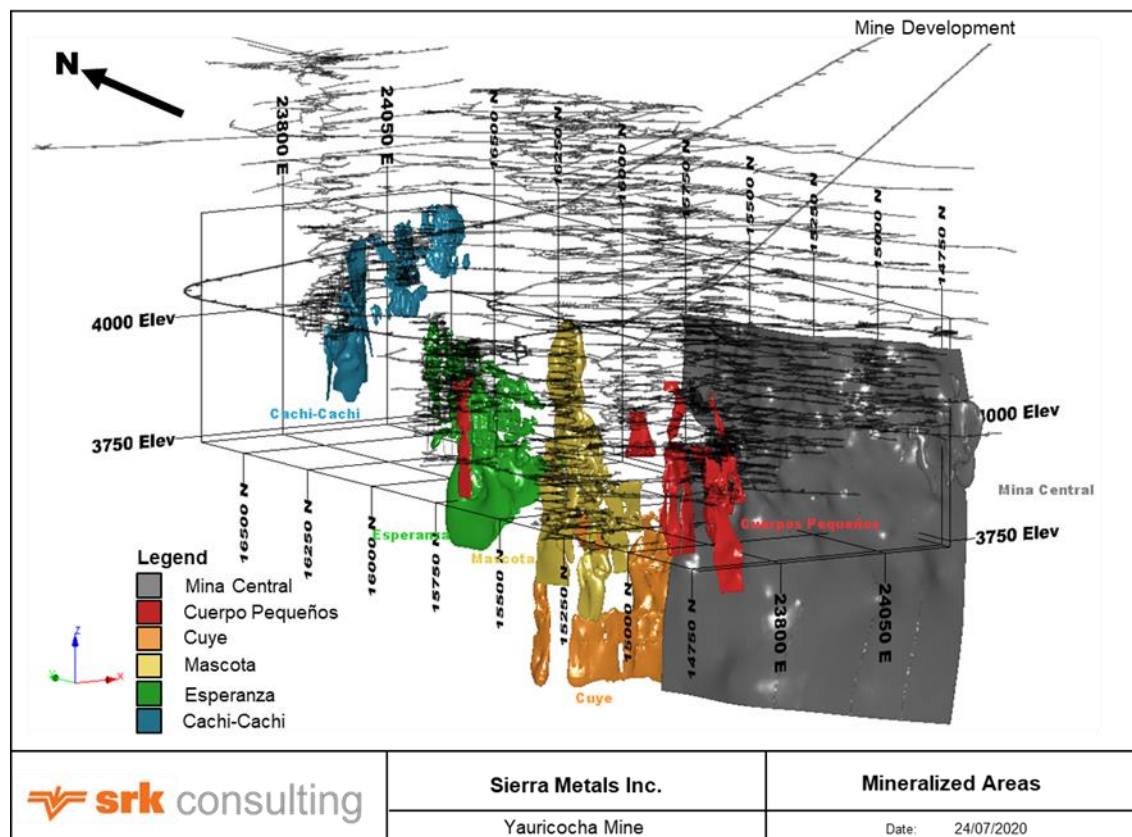 Mine Development
N
23800 E
24050 E
16500 N
16250 N
16000 N
15750 N
15500 N
15250 N
15000 N
14750 N
4000 Elev
Cachi-Cachi
3750 Elev
4000 Elev
Mina Central
3750 Elev
Cuerpos Pequeños
Esperanza
Mascota
Cuye
16500 N
16250 N
16000 N
15750 N
15500 N
15250 N
15000 N
14750 N
23800 E
24050 E
Legend
Mina Central
Cuerpo Pequeños
Cuye
Mascota
Esperanza
Cachi-Cachi
Z
Y
X
srk consulting
Sierra Metals Inc.
Yauricocha Mine
Mineralized Areas
Date: 24/07/2020